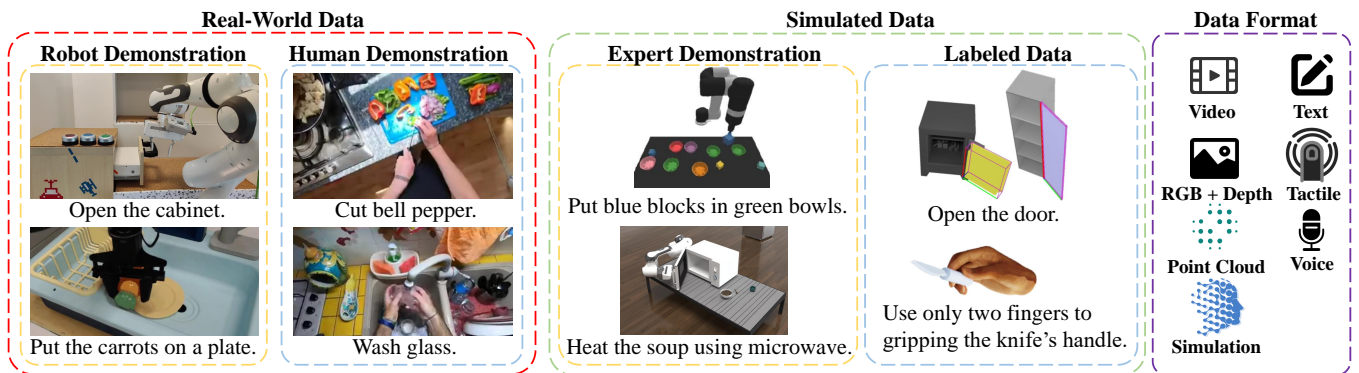 Real-World Data
Simulated Data
Data Format
Robot Demonstration
Human Demonstration
Expert Demonstration
Labeled Data
Open the cabinet.
Cut bell pepper.
Put blue blocks in green bowls.
Open the door.
Put the carrots on a plate.
Wash glass.
Heat the soup using microwave.
Use only two fingers to
gripping the knife's handle.
Video
Text
RGB + Depth
Tactile
Point Cloud
Voice
Simulation